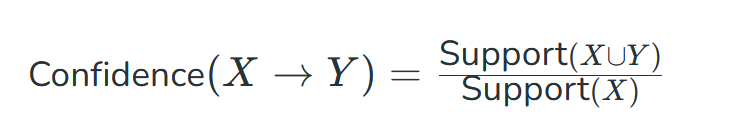 Confidence(X → Y) = Support(X∪Y) / Support(X)